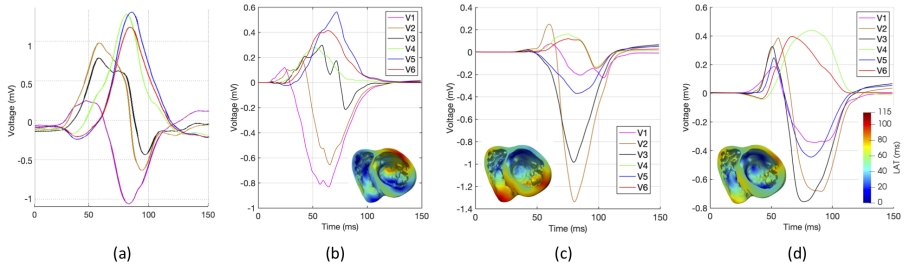 1
0.5
0
-0.5
-1
Voltage (mV)
0 50 100 150
Time (ms)
(a)
0.6
0.4
0.2
0
-0.2
-0.4
-0.6
-0.8
-1
Voltage (mV)
V1
V2
V3
V4
V5
V6
0 50 100 150
Time (ms)
(b)
0.4
0.2
0
-0.2
-0.4
-0.6
-0.8
-1
-1.2
-1.4
Voltage (mV)
V1
V2
V3
V4
V5
V6
0 50 100 150
Time (ms)
(c)
0.6
0.4
0.2
0
-0.2
-0.4
-0.6
-0.8
Voltage (mV)
V1
V2
V3
V4
V5
V6
115
80
60
40
20
0
LAT (ms)
0 50 100 150
Time (ms)
(d)